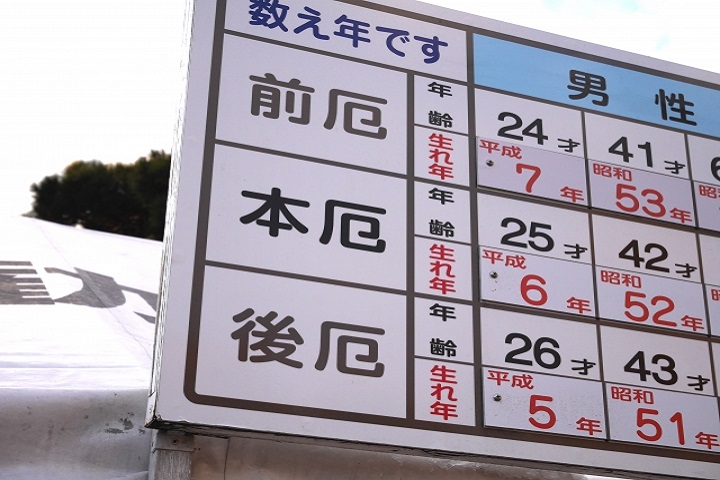 数え年です
男性
前厄
年齢 24才 41才
生れ年 平成7年 昭和53年
本厄
年齢 25才 42才
生れ年 平成6年 昭和52年
後厄
年齢 26才 43才
生れ年 平成5年 昭和51年